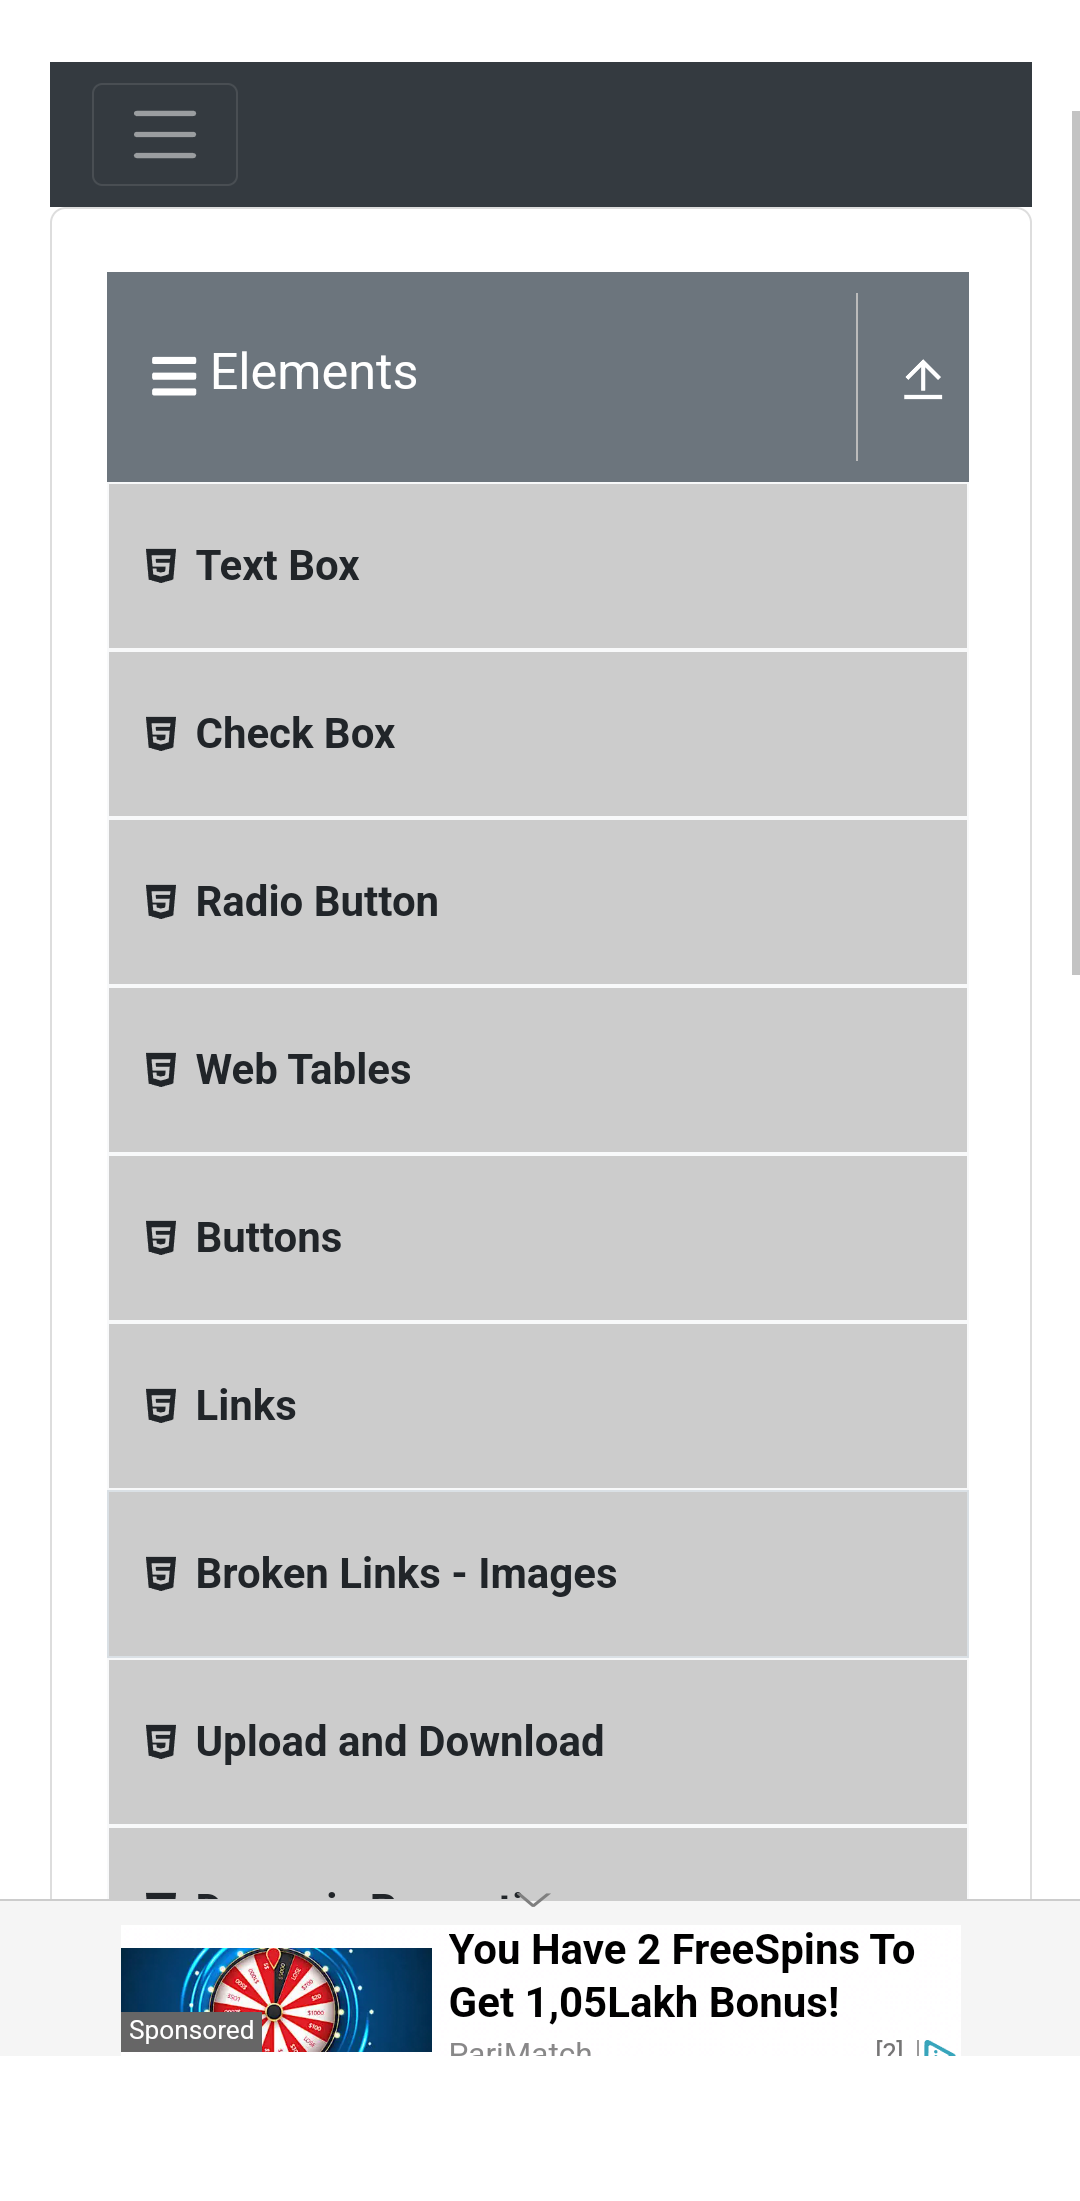 Elements
Text Box
Check Box
Radio Button
Web Tables
Buttons
Links
Broken Links - Images
Upload and Download
You Have 2 FreeSpins To
Get 1,05Lakh Bonus!
Sponsored
PariMatch
[?]